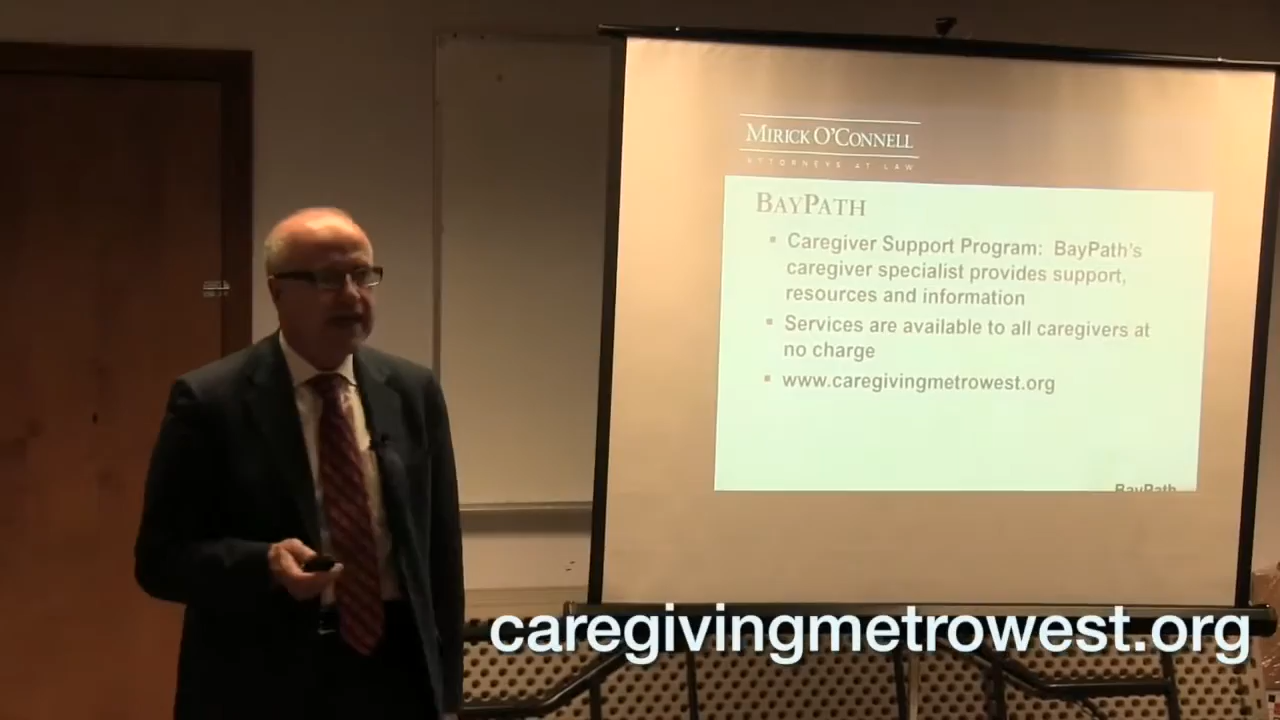 MIRICK O'CONNELL
ATTORNEYS AT LAW
BAYPATH
▪ Caregiver Support Program: BayPath's
caregiver specialist provides support,
resources and information
▪ Services are available to all caregivers at
no charge
▪ www.caregivingmetrowest.org
BayPath
caregivingmetrowest.org